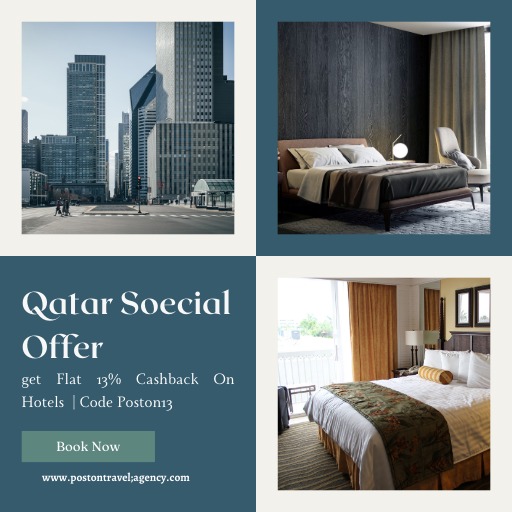 Qatar Soecial
Offer
get Flat 13% Cashback On
Hotels | Code Poston13
Book Now
www.postontravel;agency.com